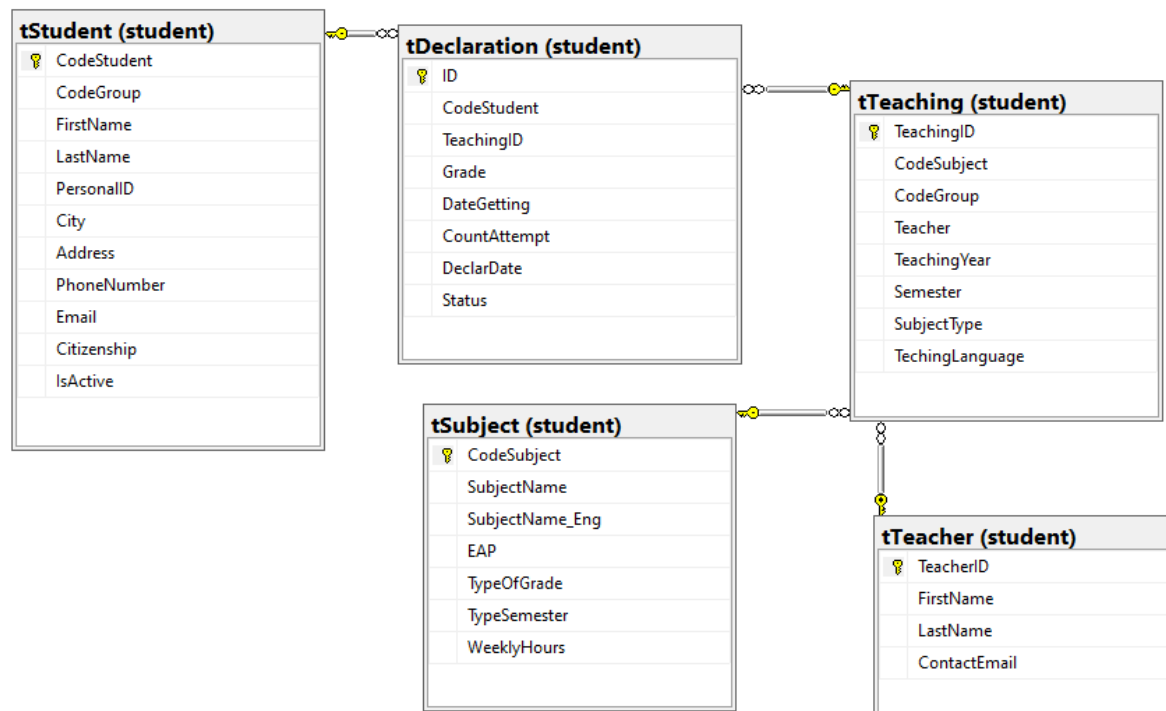 tStudent (student)
CodeStudent
CodeGroup
FirstName
LastName
PersonalID
City
Address
PhoneNumber
Email
Citizenship
IsActive
tDeclaration (student)
ID
CodeStudent
TeachingID
Grade
DateGetting
CountAttempt
DeclarDate
Status
tTeaching (student)
TeachingID
CodeSubject
CodeGroup
Teacher
TeachingYear
Semester
SubjectType
TechingLanguage
tSubject (student)
CodeSubject
SubjectName
SubjectName_Eng
EAP
TypeOfGrade
TypeSemester
WeeklyHours
tTeacher (student)
TeacherID
FirstName
LastName
ContactEmail